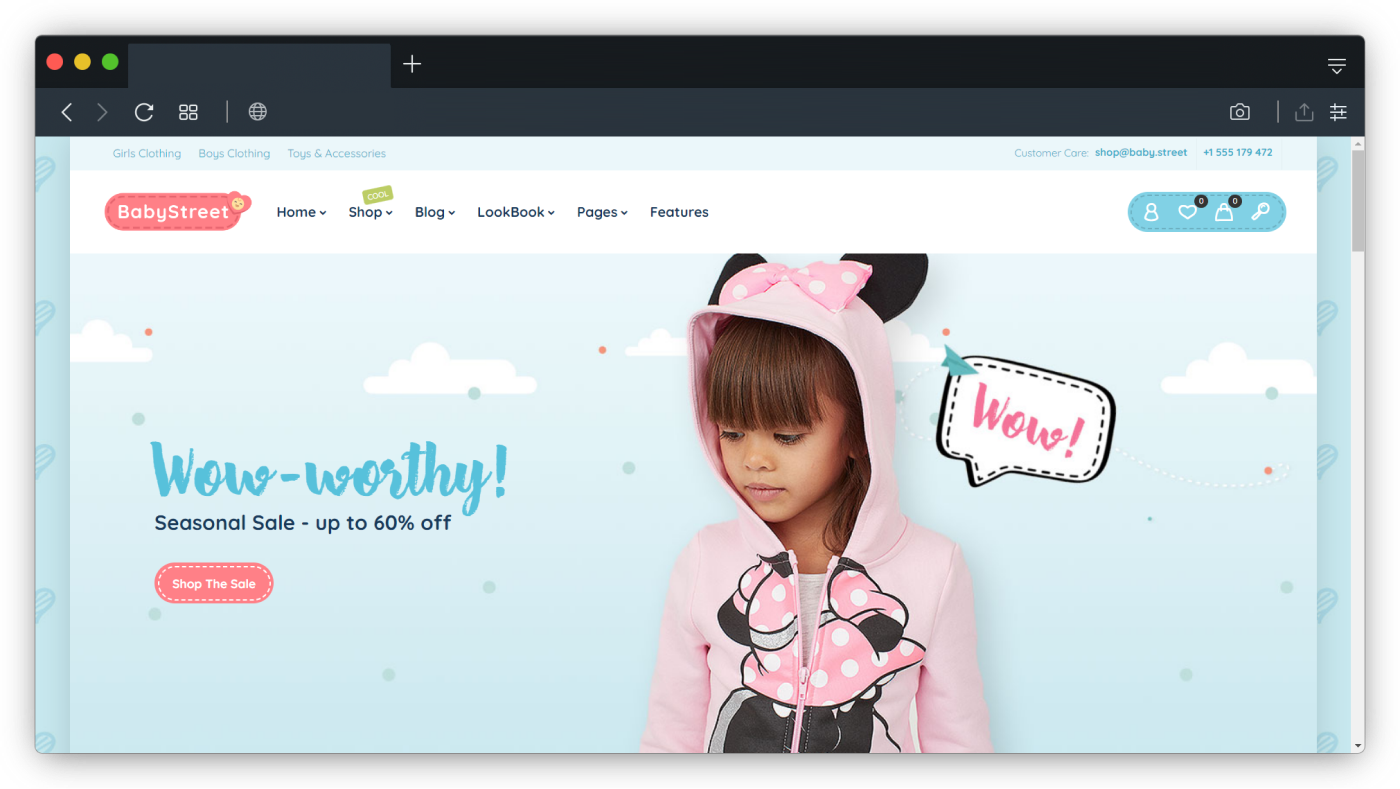 Girls Clothing Boys Clothing Toys & Accessories Customer Care: shop@baby.street +1 555 179 472
COOL
BabyStreet Home Shop Blog LookBook Pages Features 0 0
Wow!
Wow-worthy!
Seasonal Sale - up to 60% off
Shop The Sale